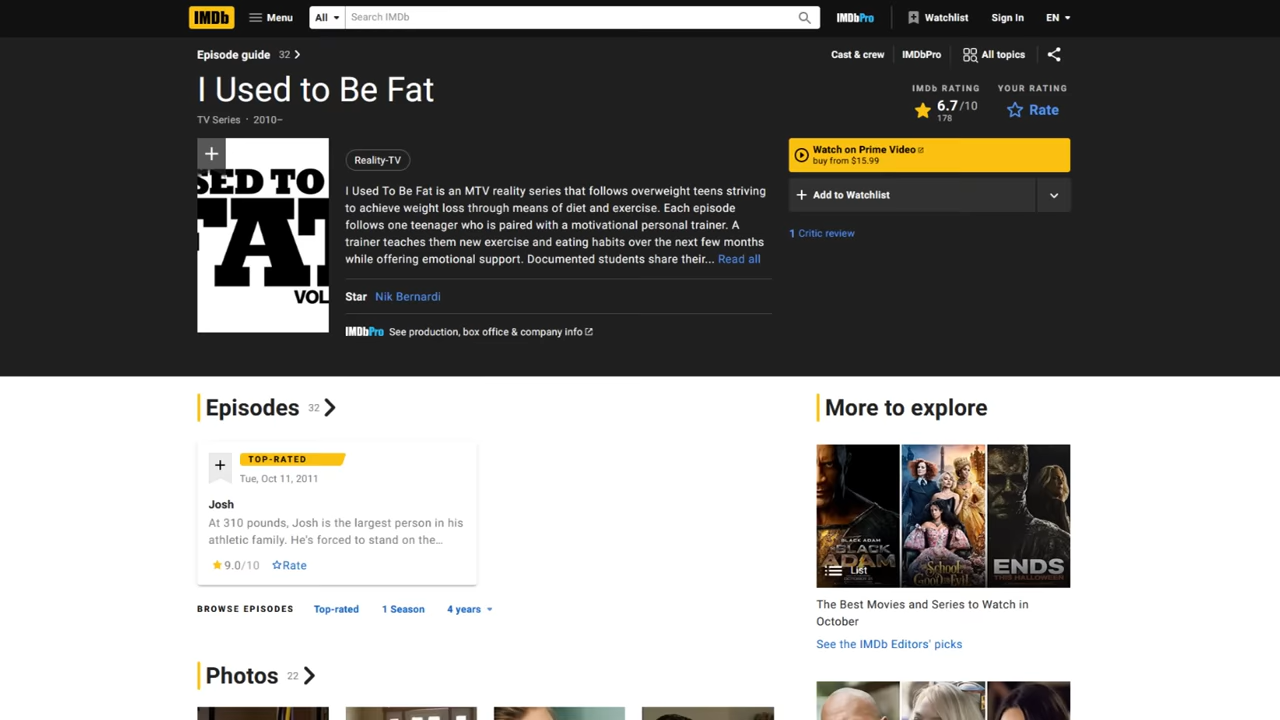 IMDb
Menu
All
Search IMDb
IMDbPro
Watchlist
Sign In
EN
Episode guide 32
Cast & crew
IMDbPro
All topics
I Used to Be Fat
TV Series · 2010–
IMDb RATING
6.7/10
178
YOUR RATING
Rate
SED TO
FAT
VOL
Reality-TV
I Used To Be Fat is an MTV reality series that follows overweight teens striving
to achieve weight loss through means of diet and exercise. Each episode
follows one teenager who is paired with a motivational personal trainer. A
trainer teaches them new exercise and eating habits over the next few months
while offering emotional support. Documented students share their... Read all
Star Nik Bernardi
IMDbPro See production, box office & company info
Watch on Prime Video
buy from $15.99
Add to Watchlist
1 Critic review
Episodes 32
TOP-RATED
Tue, Oct 11, 2011
Josh
At 310 pounds, Josh is the largest person in his
athletic family. He's forced to stand on the...
9.0/10 Rate
BROWSE EPISODES Top-rated 1 Season 4 years
Photos 22
More to explore
BLACK ADAM
BLACK
ADAM
List
School
Good Evil
ENDS
THIS HALLOWEEN
The Best Movies and Series to Watch in
October
See the IMDb Editors' picks